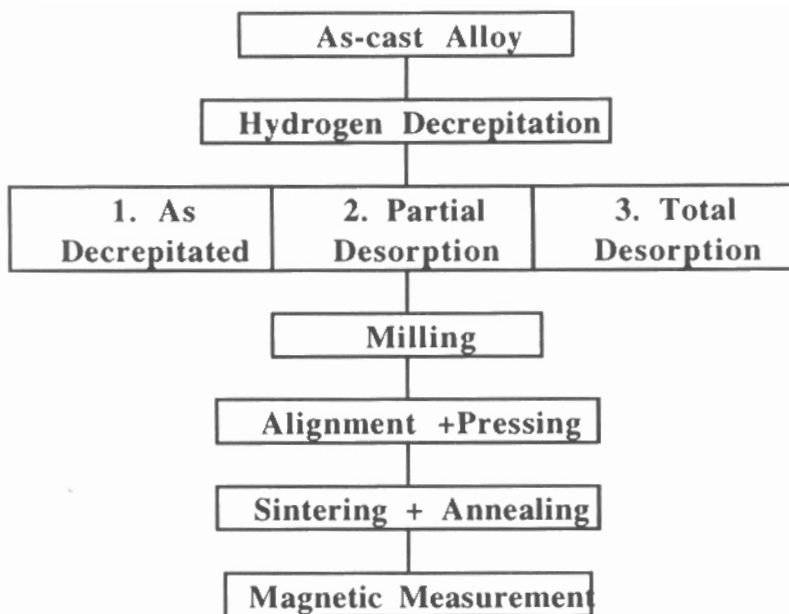 As-cast Alloy
Hydrogen Decrepitation
1. As
Decrepitated
2. Partial
Desorption
3. Total
Desorption
Milling
Alignment +Pressing
Sintering + Annealing
Magnetic Measurement